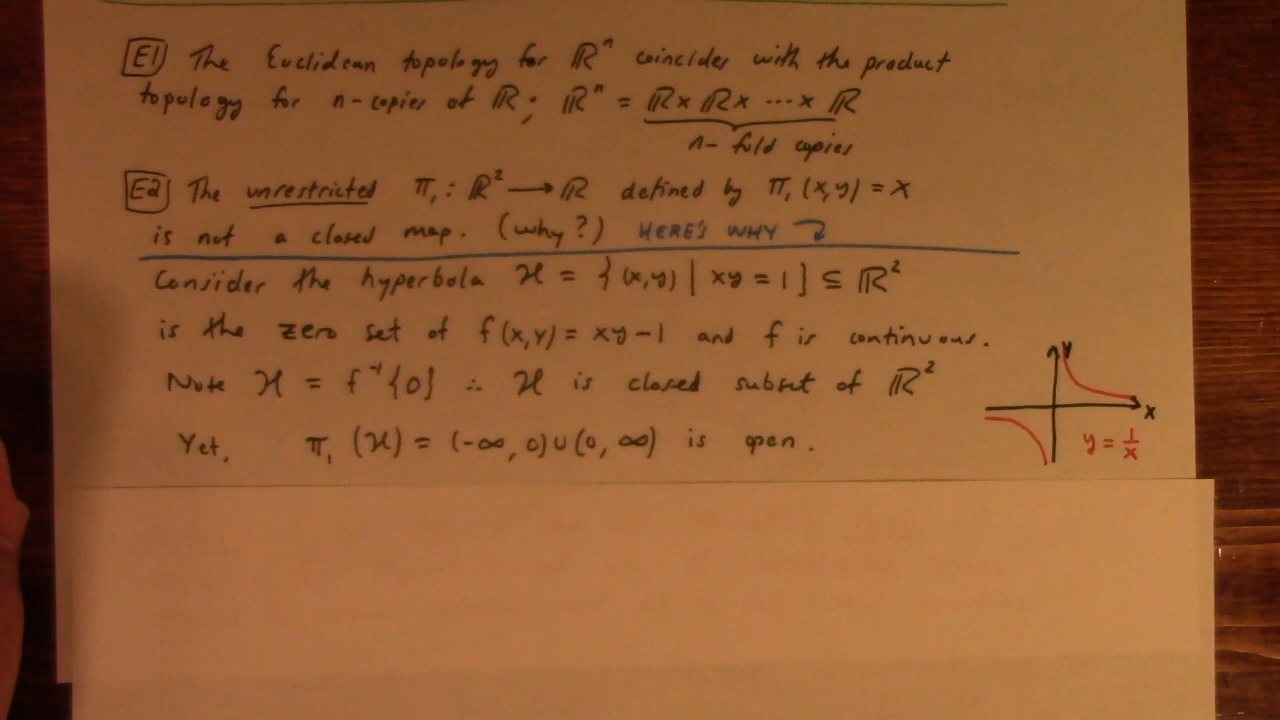 E1 The Euclidean topology for ℝⁿ coincides with the product
topology for n-copies of ℝ; ℝⁿ = ℝ × ℝ × ⋯ × ℝ
n-fold copies
E2 The unrestricted π₁ : ℝ² ⟶ ℝ defined by π₁(x,y) = x
is not a closed map. (why?) HERE'S WHY ↴
Consider the hyperbola ℋ = {(x,y) | xy = 1} ⊆ ℝ²
is the zero set of f(x,y) = xy-1 and f is continuous.
Note ℋ = f⁻¹{0} ∴ ℋ is closed subset of ℝ²
Yet, π₁(ℋ) = (-∞, 0) ∪ (0, ∞) is open.
y
x
y = 1/x